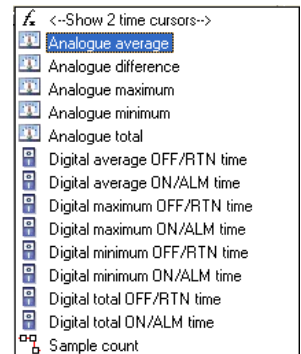 <--Show 2 time cursors-->
Analogue average
Analogue difference
Analogue maximum
Analogue minimum
Analogue total
Digital average OFF/RTN time
Digital average ON/ALM time
Digital maximum OFF/RTN time
Digital maximum ON/ALM time
Digital minimum OFF/RTN time
Digital minimum ON/ALM time
Digital total OFF/RTN time
Digital total ON/ALM time
Sample count